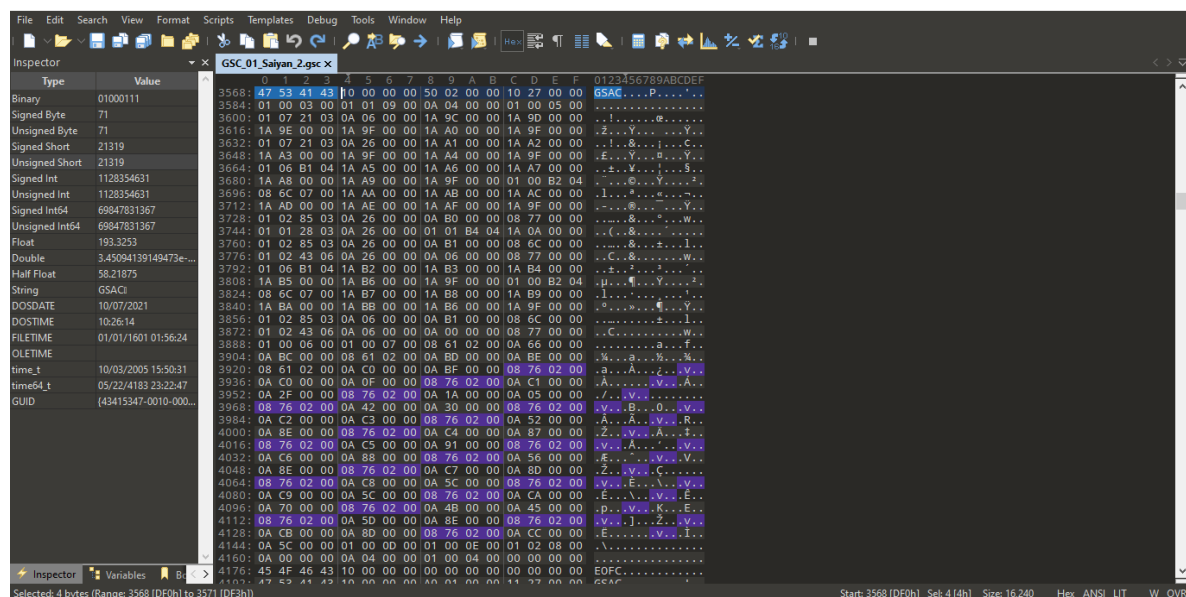 File Edit Search View Format Scripts Templates Debug Tools Window Help
Hex
Inspector
Type Value
Binary 01000111
Signed Byte 71
Unsigned Byte 71
Signed Short 21319
Unsigned Short 21319
Signed Int 1128354631
Unsigned Int 1128354631
Signed Int64 69847831367
Unsigned Int64 69847831367
Float 193.3253
Double 3.45094139149473e-...
Half Float 58.21875
String GSAC
DOSDATE 10/07/2021
DOSTIME 10:26:14
FILETIME 01/01/1601 01:56:24
OLETIME
time_t 10/03/2005 15:50:31
time64_t 05/22/4183 23:22:47
GUID {43415347-0010-000...
Inspector Variables Bo
GSC_01_Saiyan_2.gsc ×
0 1 2 3 4 5 6 7 8 9 A B C D E F 0123456789ABCDEF
3568: 47 53 41 43 10 00 00 00 50 02 00 00 10 27 00 00 GSAC....P....'..
3584: 01 00 03 00 01 01 09 00 0A 04 00 00 01 00 05 00 ................
3600: 01 07 21 03 0A 06 00 00 1A 9C 00 00 1A 9D 00 00 ..!......œ......
3616: 1A 9E 00 00 1A 9F 00 00 1A A0 00 00 1A 9F 00 00 .ž...Ÿ... ...Ÿ..
3632: 01 07 21 03 0A 26 00 00 1A A1 00 00 1A A2 00 00 ..!..&...¡...¢..
3648: 1A A3 00 00 1A 9F 00 00 1A A4 00 00 1A 9F 00 00 .£...Ÿ...¤...Ÿ..
3664: 01 06 B1 04 1A A5 00 00 1A A6 00 00 1A A7 00 00 ..±..¥...¦...§..
3680: 1A A8 00 00 1A A9 00 00 1A 9F 00 00 01 00 B2 04 .¨...©...Ÿ....².
3696: 08 6C 07 00 1A AA 00 00 1A AB 00 00 1A AC 00 00 .l...ª...«...¬..
3712: 1A AD 00 00 1A AE 00 00 1A AF 00 00 1A 9F 00 00 .-...®...¯...Ÿ..
3728: 01 02 85 03 0A 26 00 00 0A B0 00 00 08 77 00 00 ..…..&...°...w..
3744: 01 01 28 03 0A 26 00 00 01 01 B4 04 1A 0A 00 00 ..(..&....´.....
3760: 01 02 85 03 0A 26 00 00 0A B1 00 00 08 6C 00 00 ..…..&...±...l..
3776: 01 02 43 06 0A 26 00 00 0A 06 00 00 08 77 00 00 ..C..&.......w..
3792: 01 06 B1 04 1A B2 00 00 1A B3 00 00 1A B4 00 00 ..±..²...³...´..
3808: 1A B5 00 00 1A B6 00 00 1A 9F 00 00 01 00 B2 04 .µ...¶...Ÿ....².
3824: 08 6C 07 00 1A B7 00 00 1A B8 00 00 1A B9 00 00 .l...·...¸...¹..
3840: 1A BA 00 00 1A BB 00 00 1A B6 00 00 1A 9F 00 00 .º...»...¶...Ÿ..
3856: 01 02 85 03 0A 06 00 00 0A B1 00 00 08 6C 00 00 ..…......±...l..
3872: 01 02 43 06 0A 06 00 00 0A 00 00 00 08 77 00 00 ..C..........w..
3888: 01 00 06 00 01 00 07 00 08 61 02 00 0A 66 00 00 .........a...f..
3904: 0A BC 00 00 08 61 02 00 0A BD 00 00 0A BE 00 00 .¼...a...½...¾..
3920: 08 61 02 00 0A C0 00 00 0A BF 00 00 08 76 02 00 .a...À...¿...v..
3936: 0A C0 00 00 0A 0F 00 00 08 76 02 00 0A C1 00 00 .À.......v...Á..
3952: 0A 2F 00 00 08 76 02 00 0A 1A 00 00 0A 05 00 00 ./...v..........
3968: 08 76 02 00 0A 42 00 00 0A 30 00 00 08 76 02 00 .v...B...0...v..
3984: 0A C2 00 00 0A C3 00 00 08 76 02 00 0A 52 00 00 .Â...Ã...v...R..
4000: 0A 8E 00 00 08 76 02 00 0A C4 00 00 0A 87 00 00 .Ž...v...Ä...‡..
4016: 08 76 02 00 0A C5 00 00 0A 91 00 00 08 76 02 00 .v...Å...‘...v..
4032: 0A C6 00 00 0A 88 00 00 08 76 02 00 0A 56 00 00 .Æ...ˆ...v...V..
4048: 0A 8E 00 00 08 76 02 00 0A C7 00 00 0A 8D 00 00 .Ž...v...Ç......
4064: 08 76 02 00 0A C8 00 00 0A 5C 00 00 08 76 02 00 .v...È...\...v..
4080: 0A C9 00 00 0A 5C 00 00 08 76 02 00 0A CA 00 00 .É...\...v...Ê..
4096: 0A 70 00 00 08 76 02 00 0A 4B 00 00 0A 45 00 00 .p...v...K...E..
4112: 08 76 02 00 0A 5D 00 00 0A 8E 00 00 08 76 02 00 .v...]...Ž...v..
4128: 0A CB 00 00 0A 8D 00 00 08 76 02 00 0A CC 00 00 .Ë.......v...Ì..
4144: 0A 5C 00 00 01 00 0D 00 01 00 0E 00 01 02 08 00 .\..............
4160: 0A 00 00 00 0A 04 00 00 01 00 04 00 00 00 00 00 ................
4176: 45 4F 46 43 10 00 00 00 00 00 00 00 00 00 00 00 EOFC............
4192: 47 53 41 43 10 00 00 00 A0 01 00 00 11 27 00 00 GSAC
Selected: 4 bytes (Range: 3568 [DF0h] to 3571 [DF3h]) Start: 3568 [DF0h] Sel: 4 [4h] Size: 16.240 Hex ANSI LIT W OVR